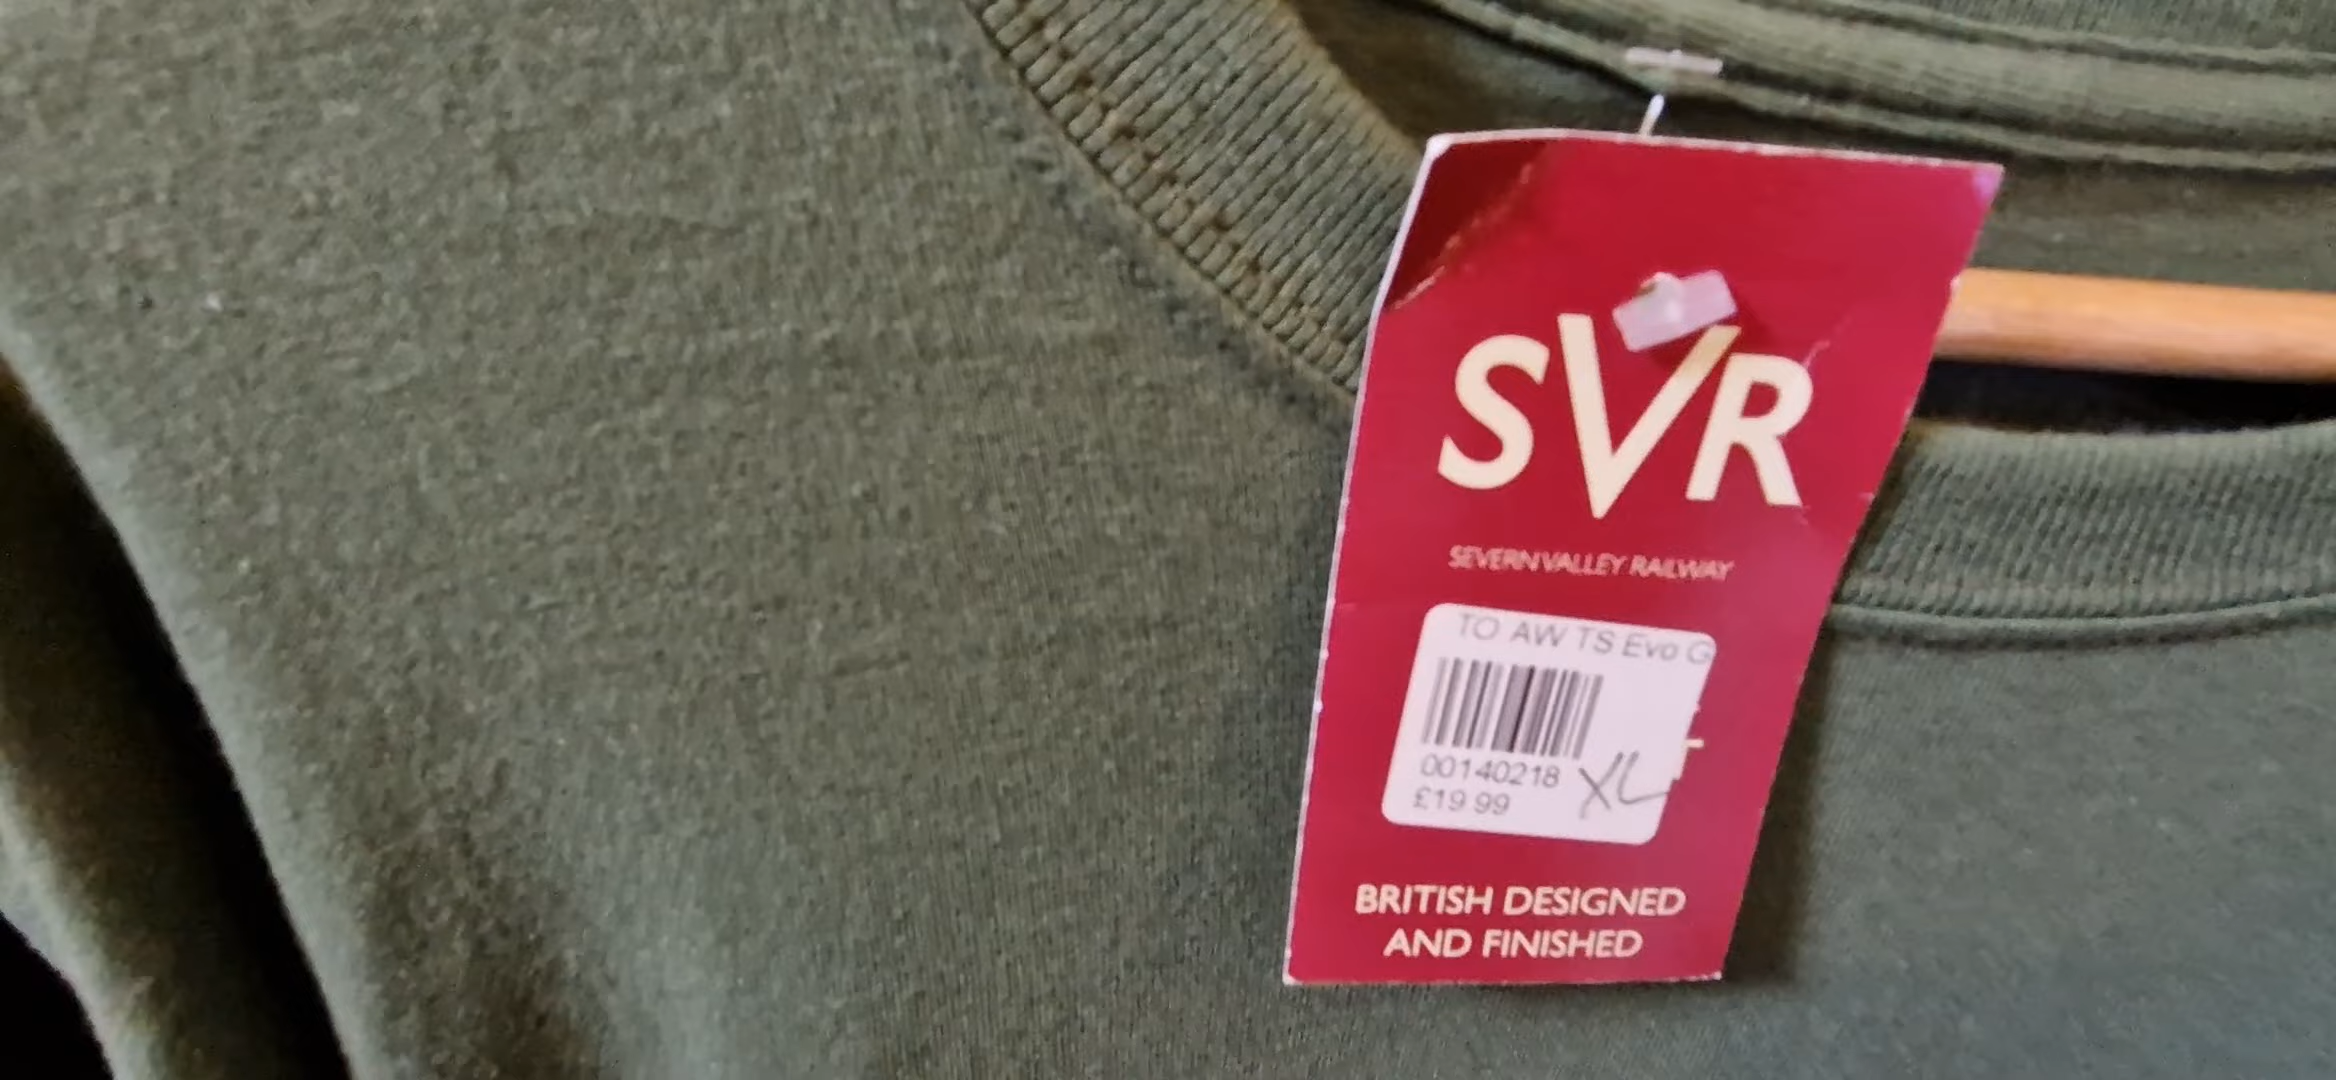 SVR
SEVERN VALLEY RAILWAY
TO AW TS Evo G
00140218
£19.99
XL
BRITISH DESIGNED
AND FINISHED